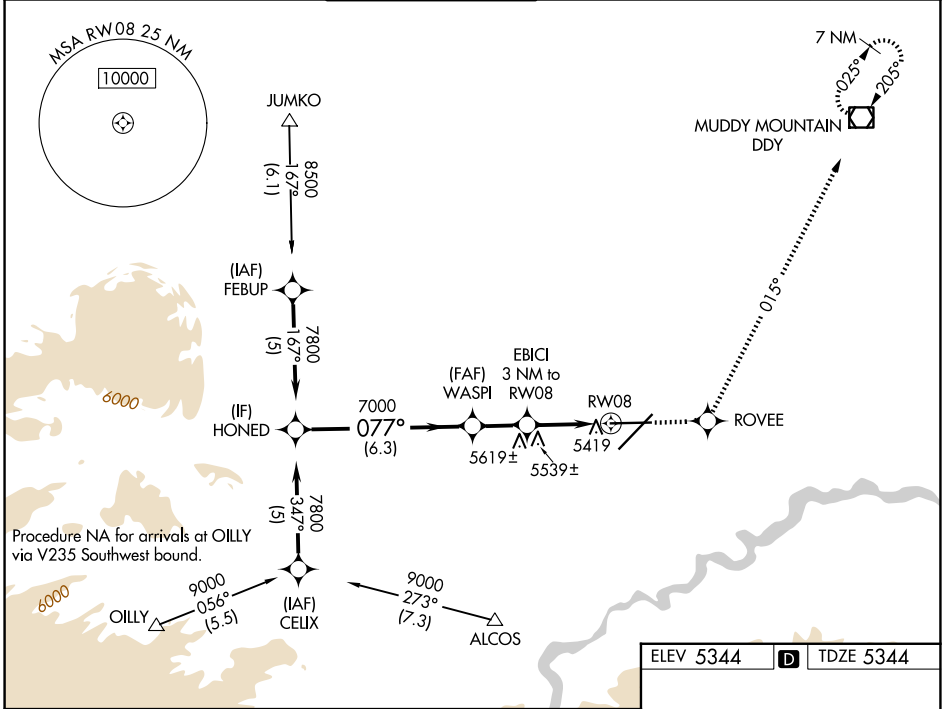 MSA RW08 25 NM
10000
7 NM
025°
205°
MUDDY MOUNTAIN
DDY
JUMKO
8500
167°
(6.1)
(IAF)
FEBUP
7800
167°
(5)
6000
(IF)
HONED
7000
077°
(6.3)
(FAF)
WASPI
EBICI
3 NM to
RW08
RW08
5619±
5539±
5419
ROVEE
015°
7800
347°
(5)
Procedure NA for arrivals at OILLY
via V235 Southwest bound.
6000
OILLY
9000
056°
(5.5)
(IAF)
CELIX
9000
273°
(7.3)
ALCOS
ELEV 5344
D
TDZE 5344